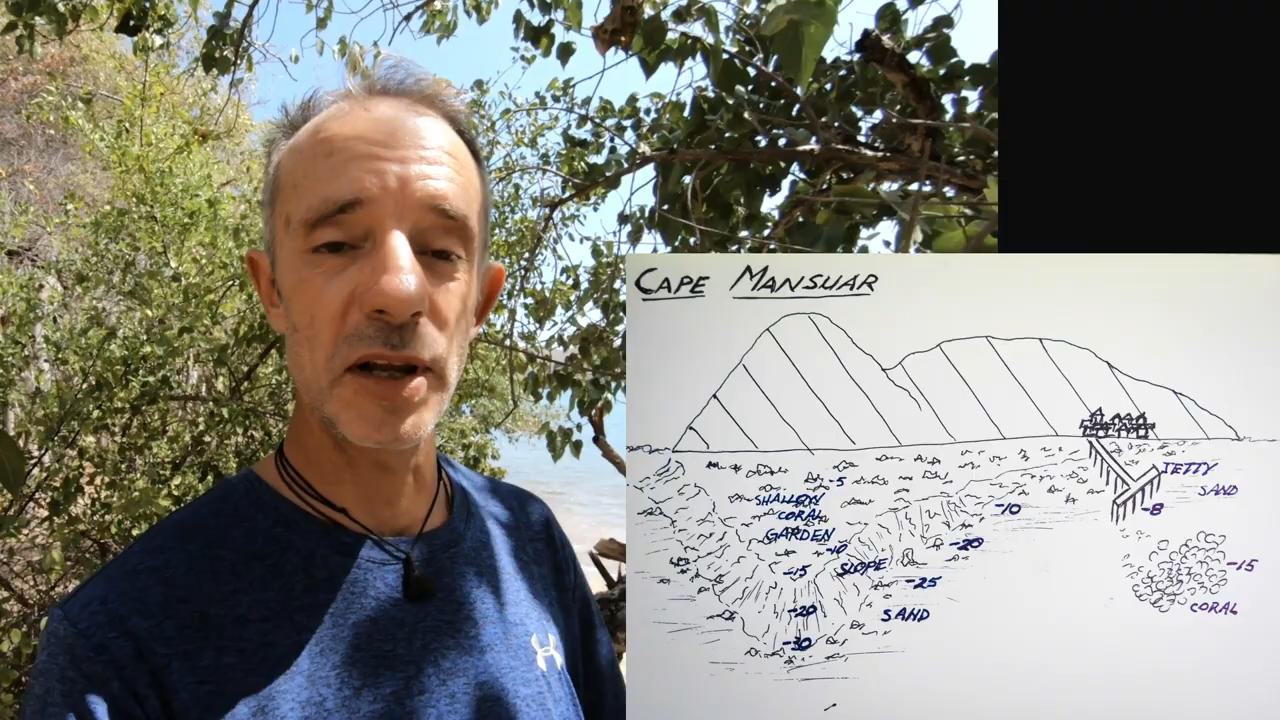 CAPE MANSUAR
-5
SHALLOW
CORAL
GARDEN
-10
-15
SLOPE
-20
-30
-10
-20
-25
SAND
JETTY
SAND
-8
-15
CORAL